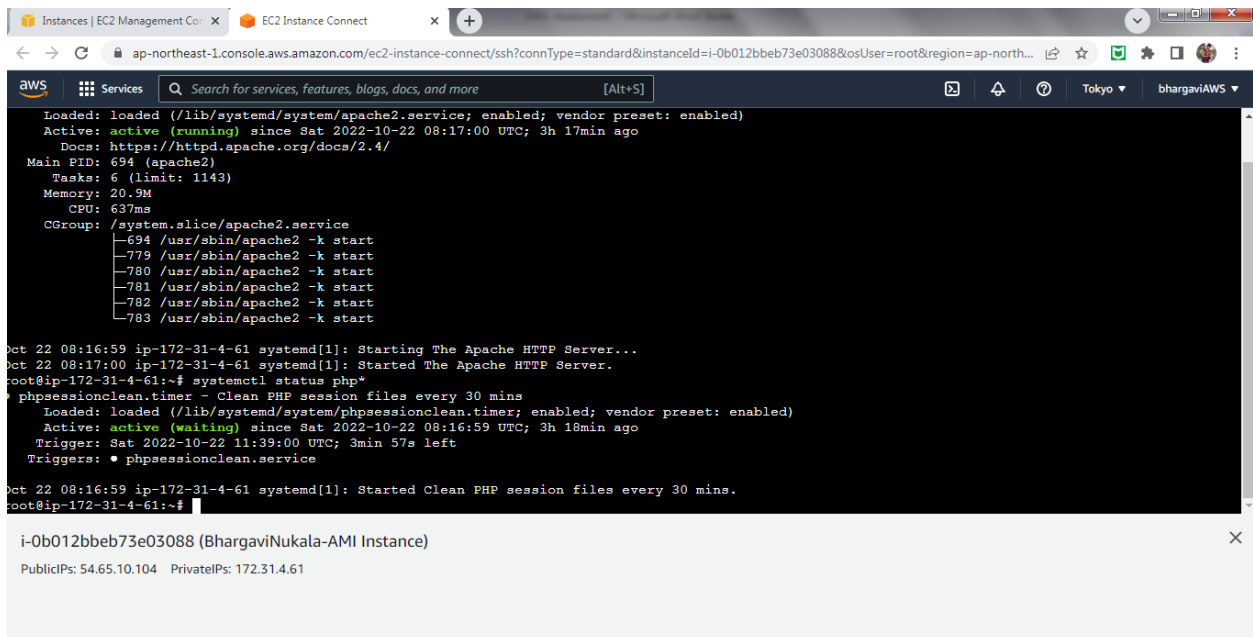 Instances | EC2 Management Cor
EC2 Instance Connect
ap-northeast-1.console.aws.amazon.com/ec2-instance-connect/ssh?connType=standard&instanceId=i-0b012bbeb73e03088&osUser=root&region=ap-north...
aws
Services
Search for services, features, blogs, docs, and more
[Alt+S]
Tokyo
bhargaviAWS
Loaded: loaded (/lib/systemd/system/apache2.service; enabled; vendor preset: enabled)
Active: active (running) since Sat 2022-10-22 08:17:00 UTC; 3h 17min ago
Docs: https://httpd.apache.org/docs/2.4/
Main PID: 694 (apache2)
Tasks: 6 (limit: 1143)
Memory: 20.9M
CPU: 637ms
CGroup: /system.slice/apache2.service
├─694 /usr/sbin/apache2 -k start
├─779 /usr/sbin/apache2 -k start
├─780 /usr/sbin/apache2 -k start
├─781 /usr/sbin/apache2 -k start
├─782 /usr/sbin/apache2 -k start
└─783 /usr/sbin/apache2 -k start
Oct 22 08:16:59 ip-172-31-4-61 systemd[1]: Starting The Apache HTTP Server...
Oct 22 08:17:00 ip-172-31-4-61 systemd[1]: Started The Apache HTTP Server.
root@ip-172-31-4-61:~# systemctl status php*
● phpsessionclean.timer - Clean PHP session files every 30 mins
Loaded: loaded (/lib/systemd/system/phpsessionclean.timer; enabled; vendor preset: enabled)
Active: active (waiting) since Sat 2022-10-22 08:16:59 UTC; 3h 18min ago
Trigger: Sat 2022-10-22 11:39:00 UTC; 3min 57s left
Triggers: ● phpsessionclean.service
Oct 22 08:16:59 ip-172-31-4-61 systemd[1]: Started Clean PHP session files every 30 mins.
root@ip-172-31-4-61:~#
i-0b012bbeb73e03088 (BhargaviNukala-AMI Instance)
PublicIPs: 54.65.10.104 PrivateIPs: 172.31.4.61